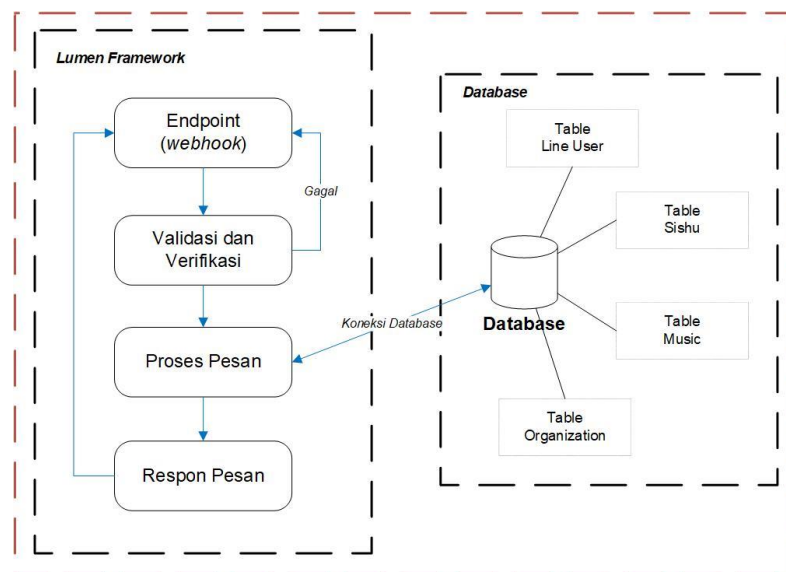 Lumen Framework
Endpoint
(webhook)
Gagal
Validasi dan
Verifikasi
Proses Pesan
Respon Pesan
Koneksi Database
Database
Table
Line User
Table
Sishu
Database
Table
Music
Table
Organization